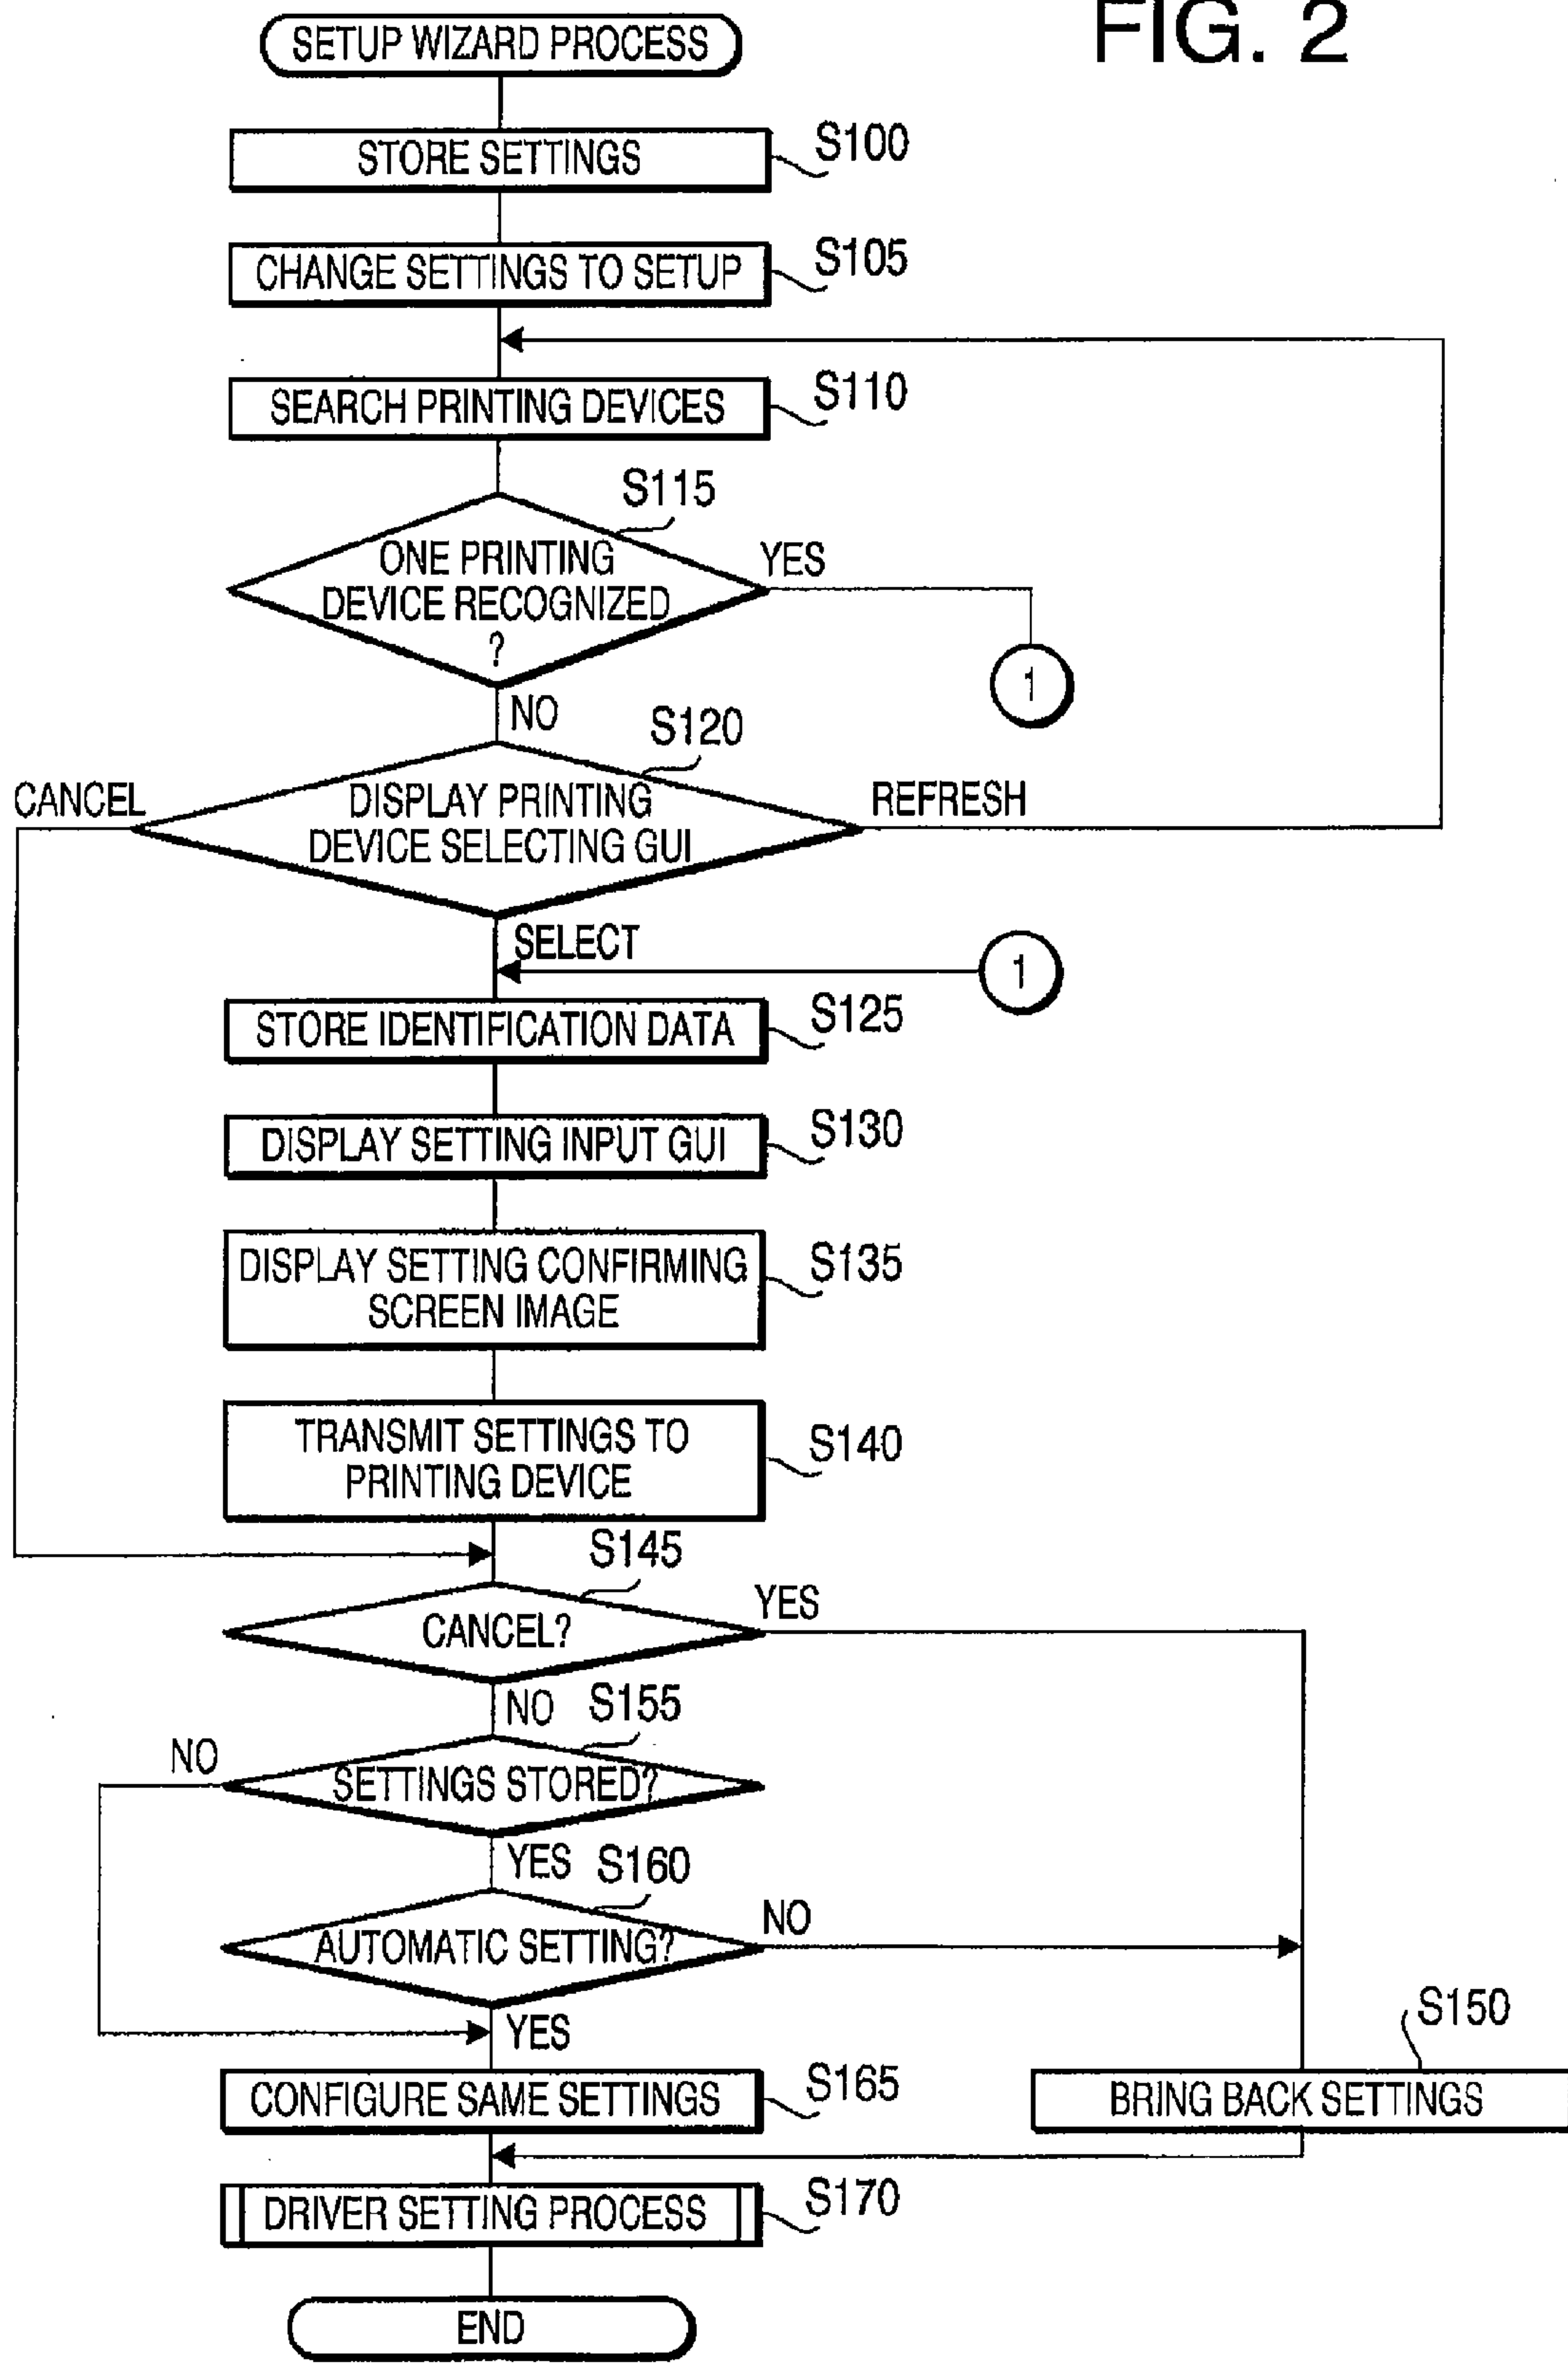 FIG. 2
SETUP WIZARD PROCESS
STORE SETTINGS
S100
CHANGE SETTINGS TO SETUP
S105
SEARCH PRINTING DEVICES
S110
S115
ONE PRINTING
DEVICE RECOGNIZED
?
YES
1
NO
S120
CANCEL
DISPLAY PRINTING
DEVICE SELECTING GUI
REFRESH
SELECT
1
STORE IDENTIFICATION DATA
S125
DISPLAY SETTING INPUT GUI
S130
DISPLAY SETTING CONFIRMING
SCREEN IMAGE
S135
TRANSMIT SETTINGS TO
PRINTING DEVICE
S140
S145
CANCEL?
YES
NO
S155
NO
SETTINGS STORED?
YES
S160
AUTOMATIC SETTING?
NO
YES
S150
CONFIGURE SAME SETTINGS
S165
BRING BACK SETTINGS
DRIVER SETTING PROCESS
S170
END